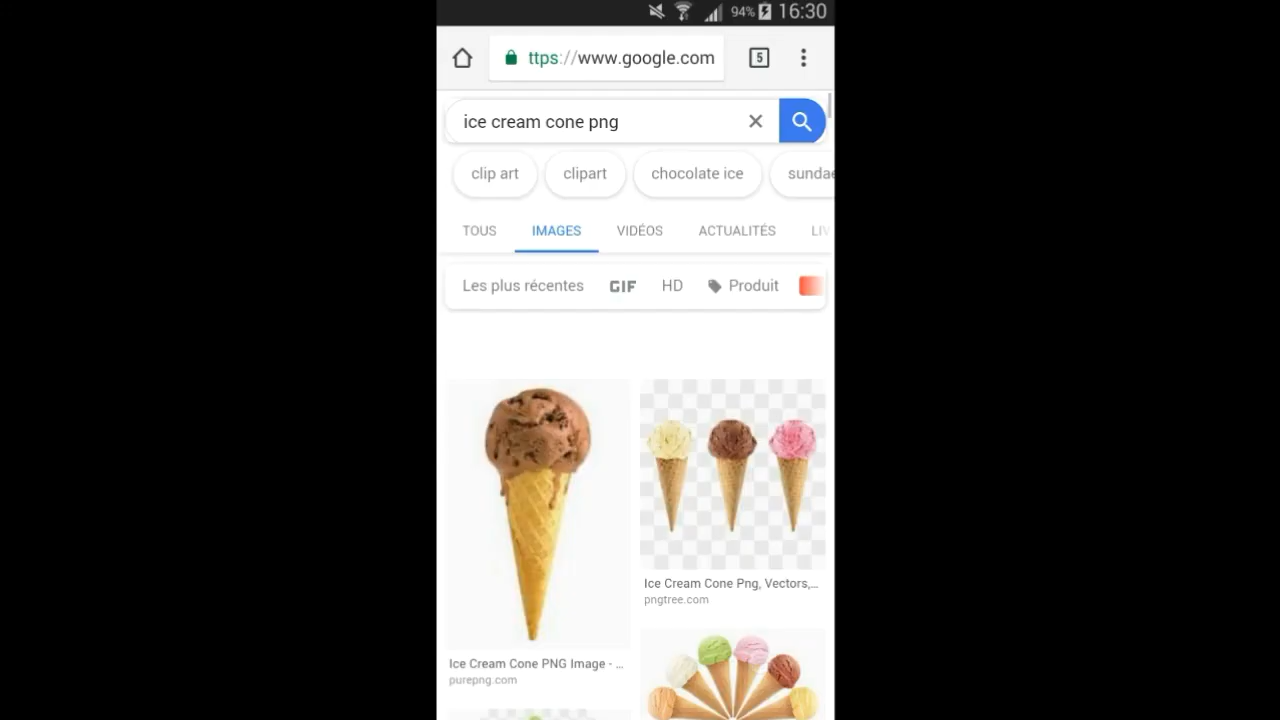 94% 16:30
ttps://www.google.com 5
ice cream cone png
clip art clipart chocolate ice sundae
TOUS IMAGES VIDÉOS ACTUALITÉS LIV
Les plus récentes GIF HD Produit
Ice Cream Cone Png, Vectors,...
pngtree.com
Ice Cream Cone PNG Image - ...
purepng.com